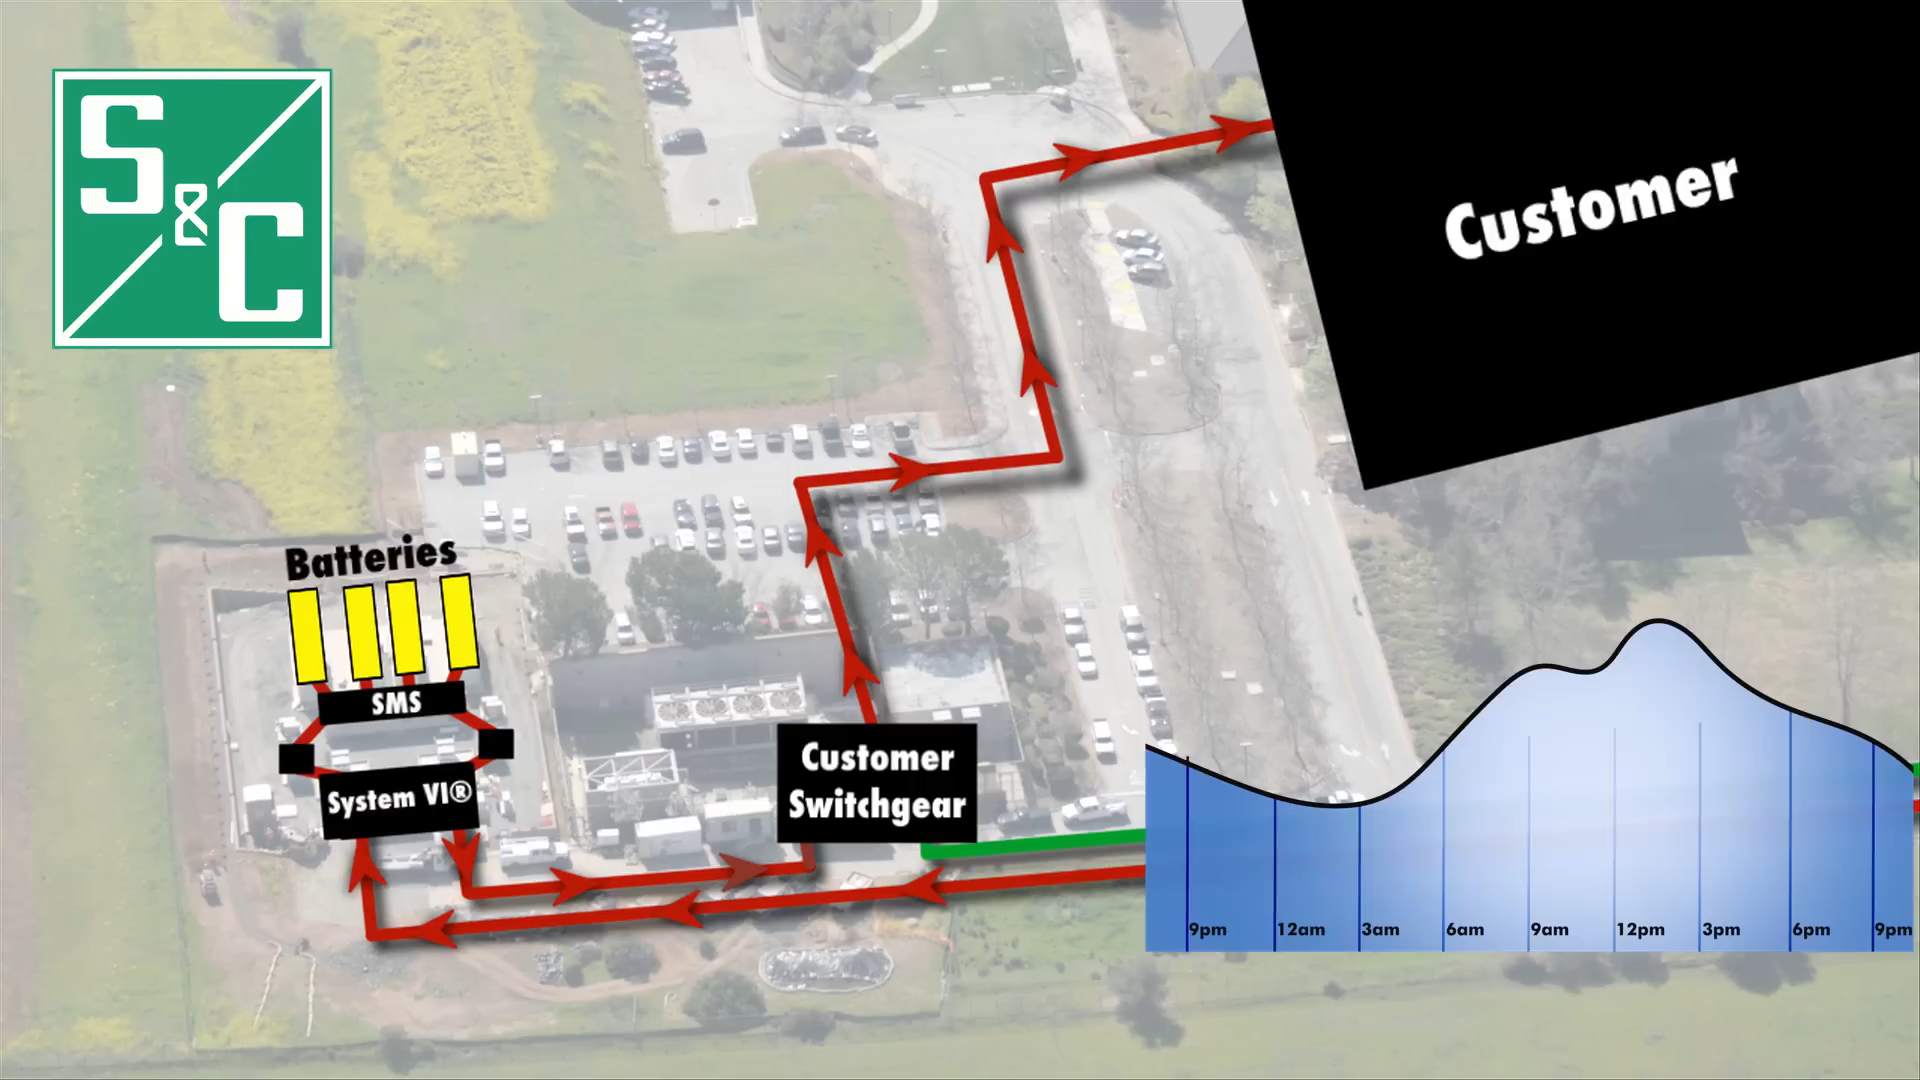 S&C
Customer
Batteries
SMS
System VI®
Customer
Switchgear
9pm 12am 3am 6am 9am 12pm 3pm 6pm 9pm